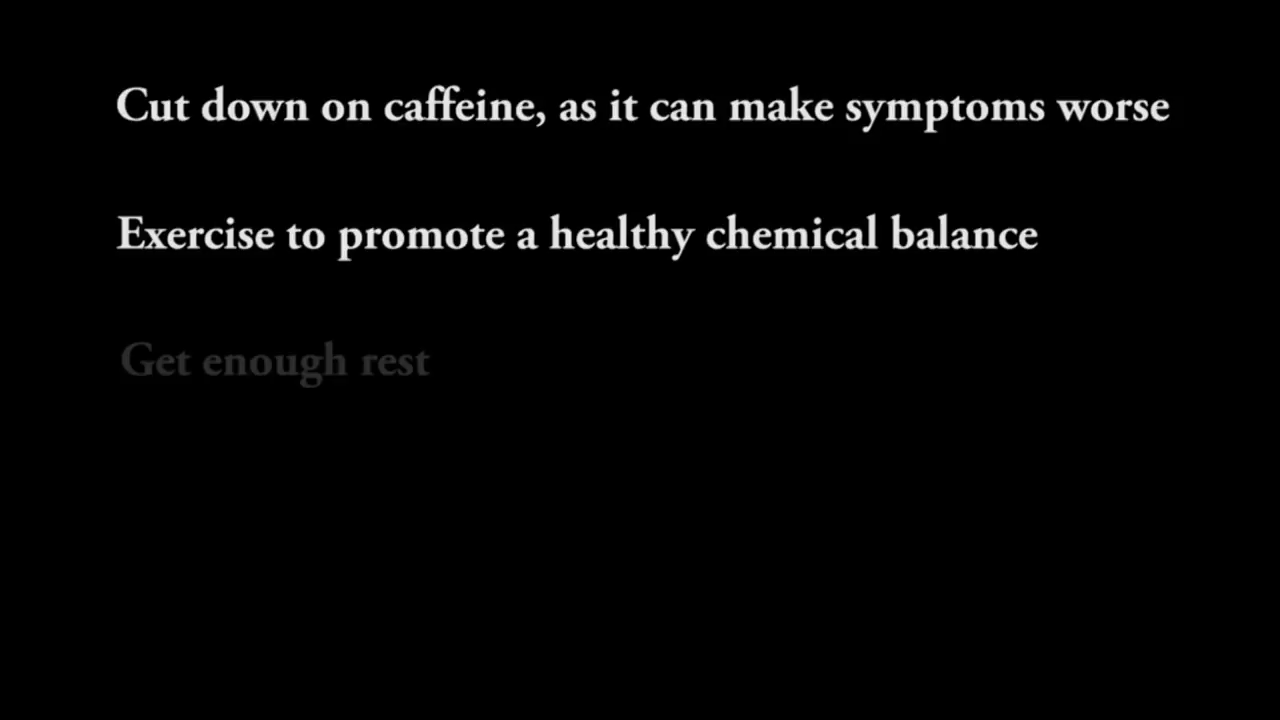 Cut down on caffeine, as it can make symptoms worse
Exercise to promote a healthy chemical balance
Get enough rest